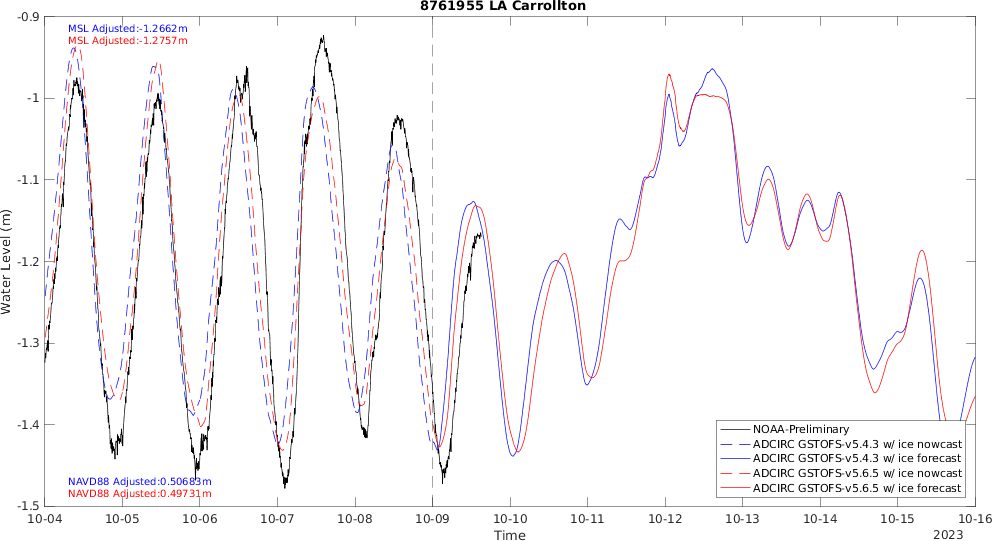 8761955 LA Carrollton
-0.9
MSL Adjusted:-1.2662m
MSL Adjusted:-1.2757m
-1
-1.1
-1.2
-1.3
-1.4
-1.5
Water Level (m)
NAVD88 Adjusted:0.50683m
NAVD88 Adjusted:0.49731m
NOAA-Preliminary
ADCIRC GSTOFS-v5.4.3 w/ ice nowcast
ADCIRC GSTOFS-v5.4.3 w/ ice forecast
ADCIRC GSTOFS-v5.6.5 w/ ice nowcast
ADCIRC GSTOFS-v5.6.5 w/ ice forecast
10-04 10-05 10-06 10-07 10-08 10-09 10-10 10-11 10-12 10-13 10-14 10-15 10-16
Time
2023